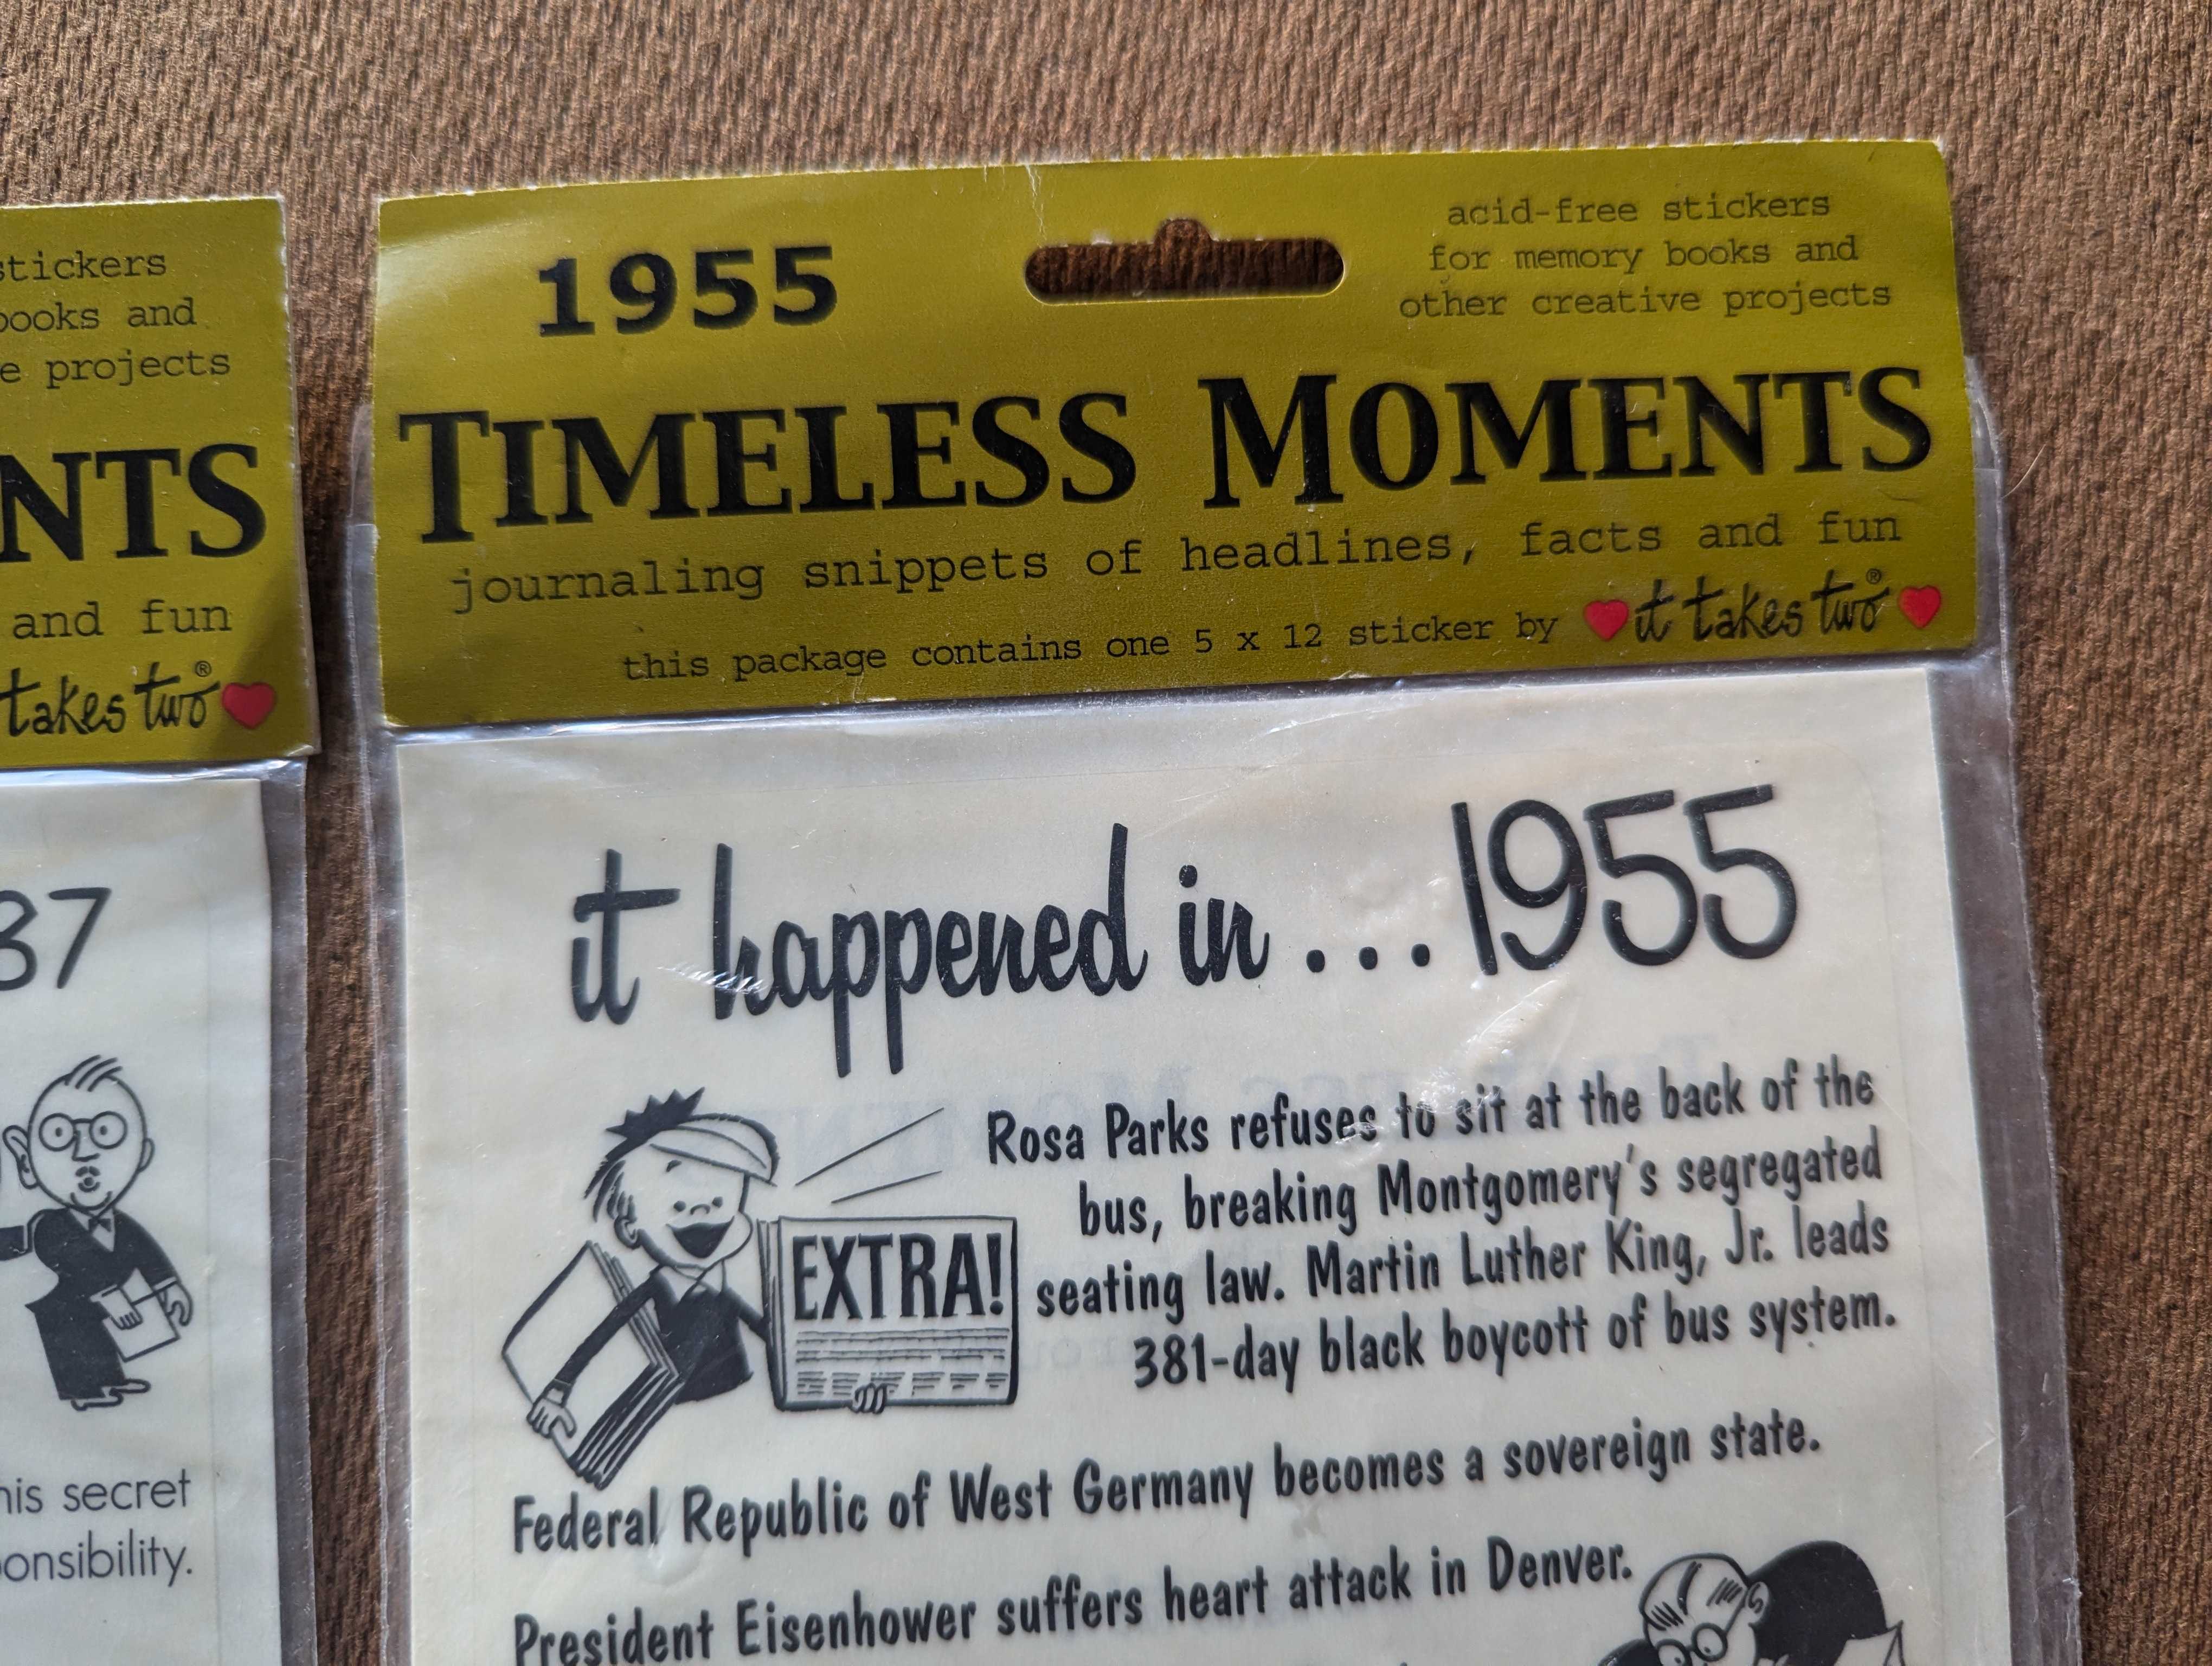 stickers
books and
e projects
NTS
and fun
takes two®
87
his secret
onsibility.
1955
acid-free stickers
for memory books and
other creative projects
TIMELESS MOMENTS
journaling snippets of headlines, facts and fun
this package contains one 5 x 12 sticker by it takes two®
it happened in...1955
Rosa Parks refuses to sit at the back of the
bus, breaking Montgomery's segregated
seating law. Martin Luther King, Jr. leads
381-day black boycott of bus system.
EXTRA!
Federal Republic of West Germany becomes a sovereign state.
President Eisenhower suffers heart attack in Denver.